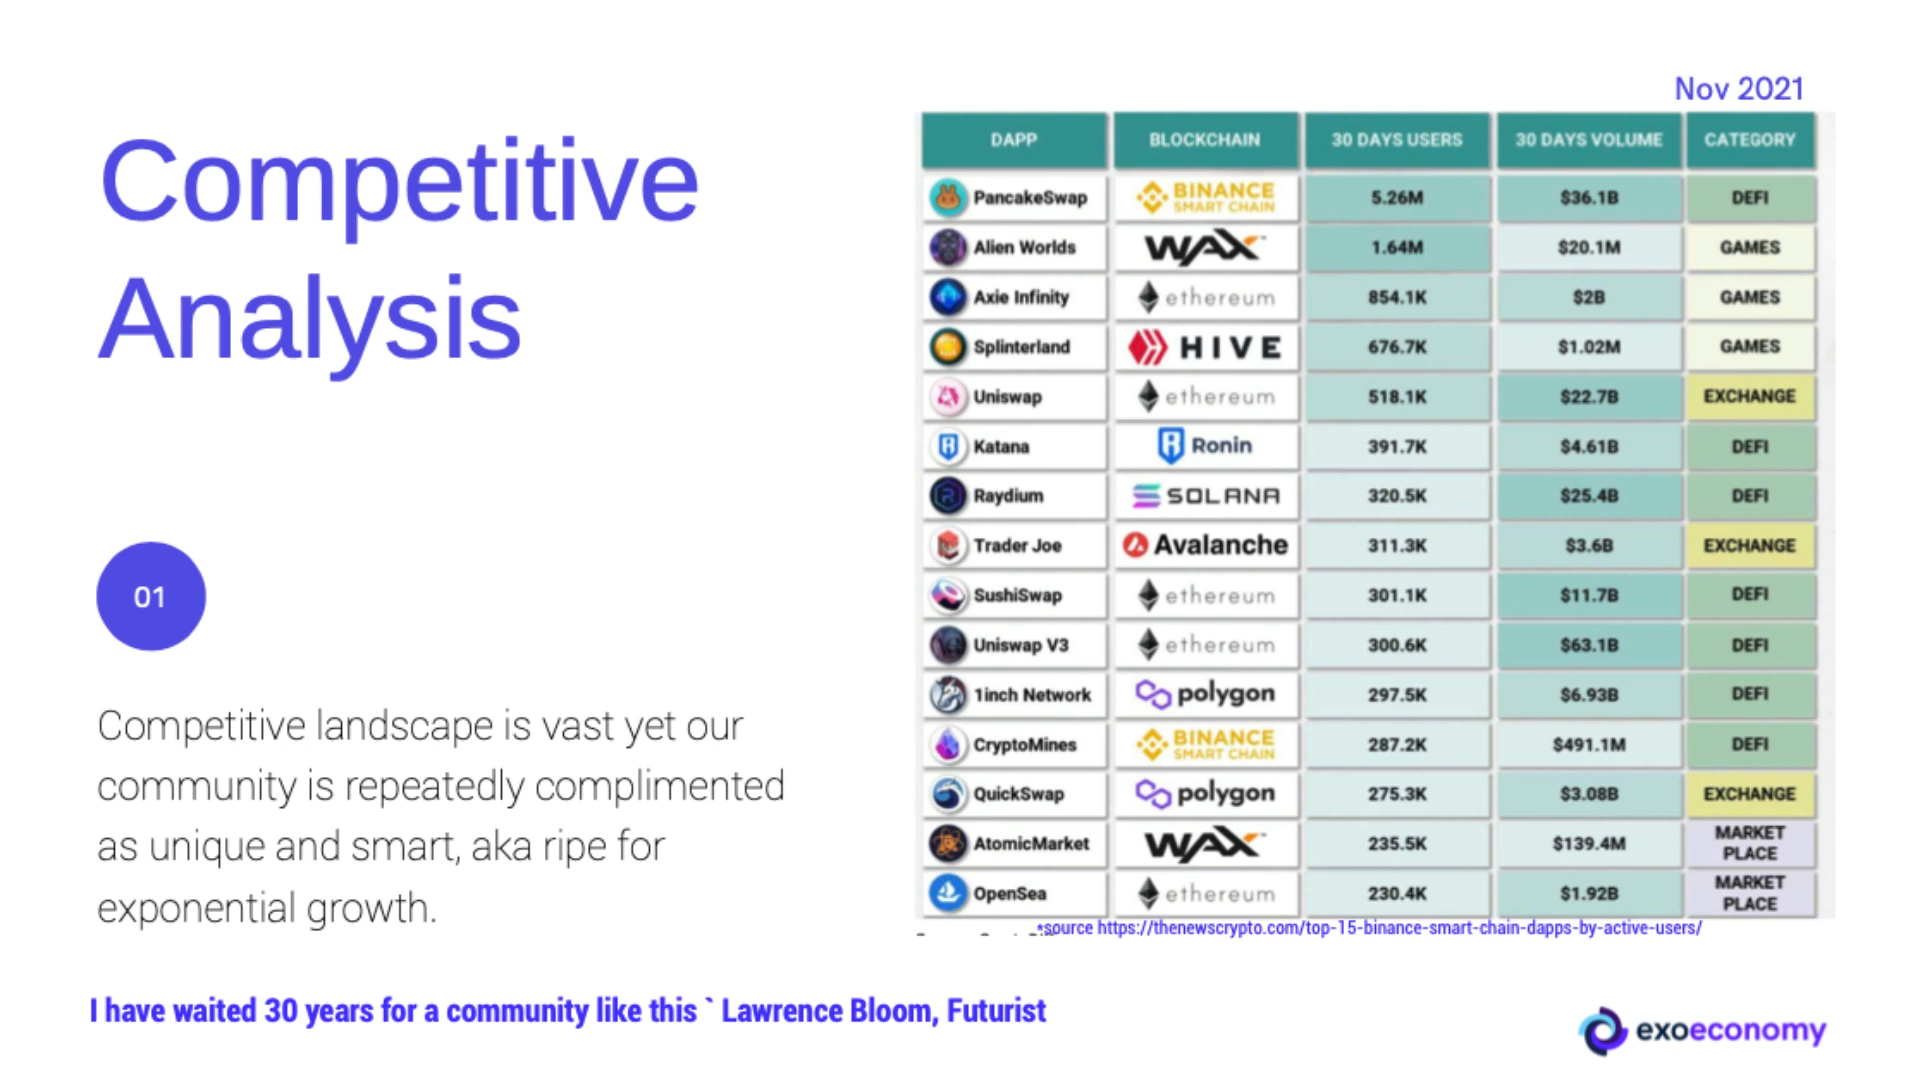 Nov 2021
Competitive
Analysis
01
Competitive landscape is vast yet our
community is repeatedly complimented
as unique and smart, aka ripe for
exponential growth.
DAPP BLOCKCHAIN 30 DAYS USERS 30 DAYS VOLUME CATEGORY
PancakeSwap BINANCE SMART CHAIN 5.26M $36.1B DEFI
Alien Worlds WAX 1.64M $20.1M GAMES
Axie Infinity ethereum 854.1K $2B GAMES
Splinterland HIVE 676.7K $1.02M GAMES
Uniswap ethereum 518.1K $22.7B EXCHANGE
Katana Ronin 391.7K $4.61B DEFI
Raydium SOLANA 320.5K $25.4B DEFI
Trader Joe Avalanche 311.3K $3.6B EXCHANGE
SushiSwap ethereum 301.1K $11.7B DEFI
Uniswap V3 ethereum 300.6K $63.1B DEFI
1inch Network polygon 297.5K $6.93B DEFI
CryptoMines BINANCE SMART CHAIN 287.2K $491.1M DEFI
QuickSwap polygon 275.3K $3.08B EXCHANGE
AtomicMarket WAX 235.5K $139.4M MARKET PLACE
OpenSea ethereum 230.4K $1.92B MARKET PLACE
*source https://thenewscrypto.com/top-15-binance-smart-chain-dapps-by-active-users/
I have waited 30 years for a community like this ` Lawrence Bloom, Futurist
exoeconomy